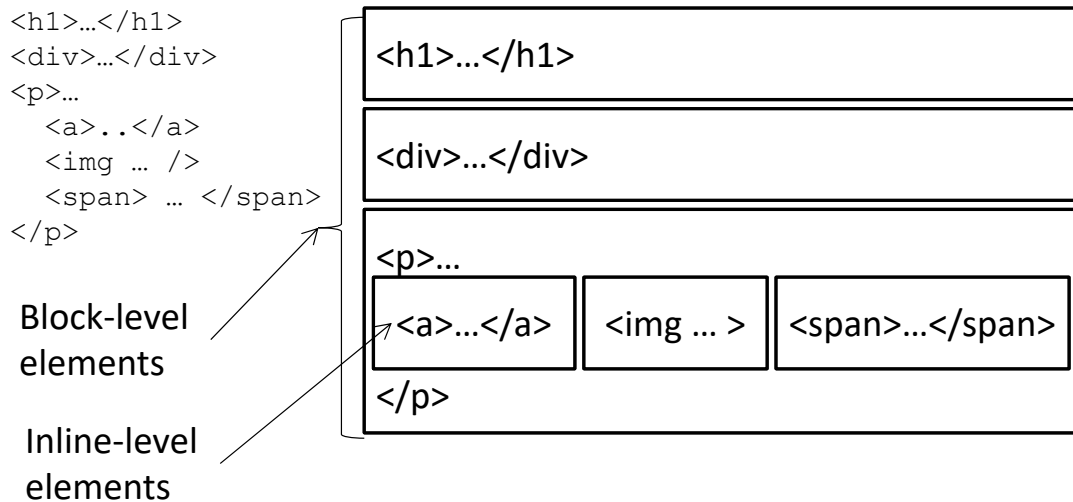 <h1>…</h1>
<div>…</div>
<p>…
<a>..</a>
<img … />
<span> … </span>
</p>
Block-level
elements
Inline-level
elements
<h1>…</h1>
<div>…</div>
<p>…
<a>…</a> <img … > <span>…</span>
</p>